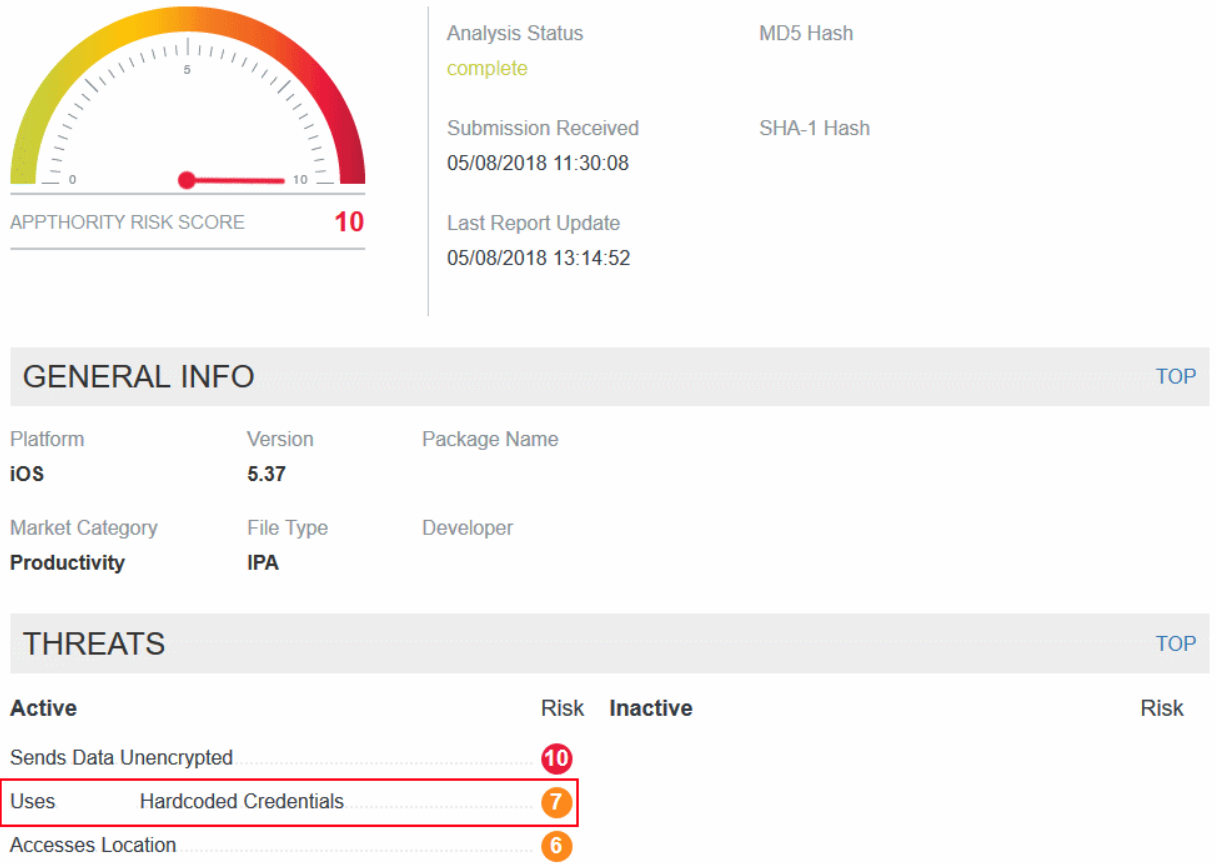 5
0
10
APPTHORITY RISK SCORE 10
Analysis Status
complete
Submission Received
05/08/2018 11:30:08
Last Report Update
05/08/2018 13:14:52
MD5 Hash
SHA-1 Hash
GENERAL INFO TOP
Platform Version Package Name
iOS 5.37
Market Category File Type Developer
Productivity IPA
THREATS TOP
Active Risk Inactive Risk
Sends Data Unencrypted 10
Uses Hardcoded Credentials 7
Accesses Location 6